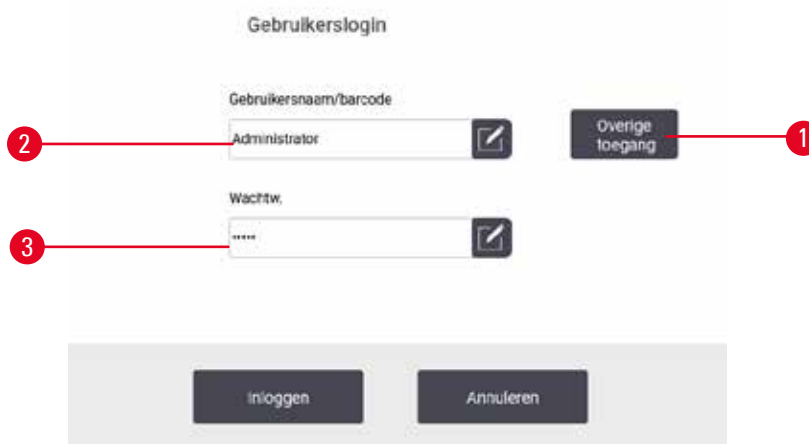 Gebruikerslogin
Gebruikersnaam/barcode
2
Administrator
Overige
toegang
1
Wachtw.
3
•••••
Inloggen
Annuleren